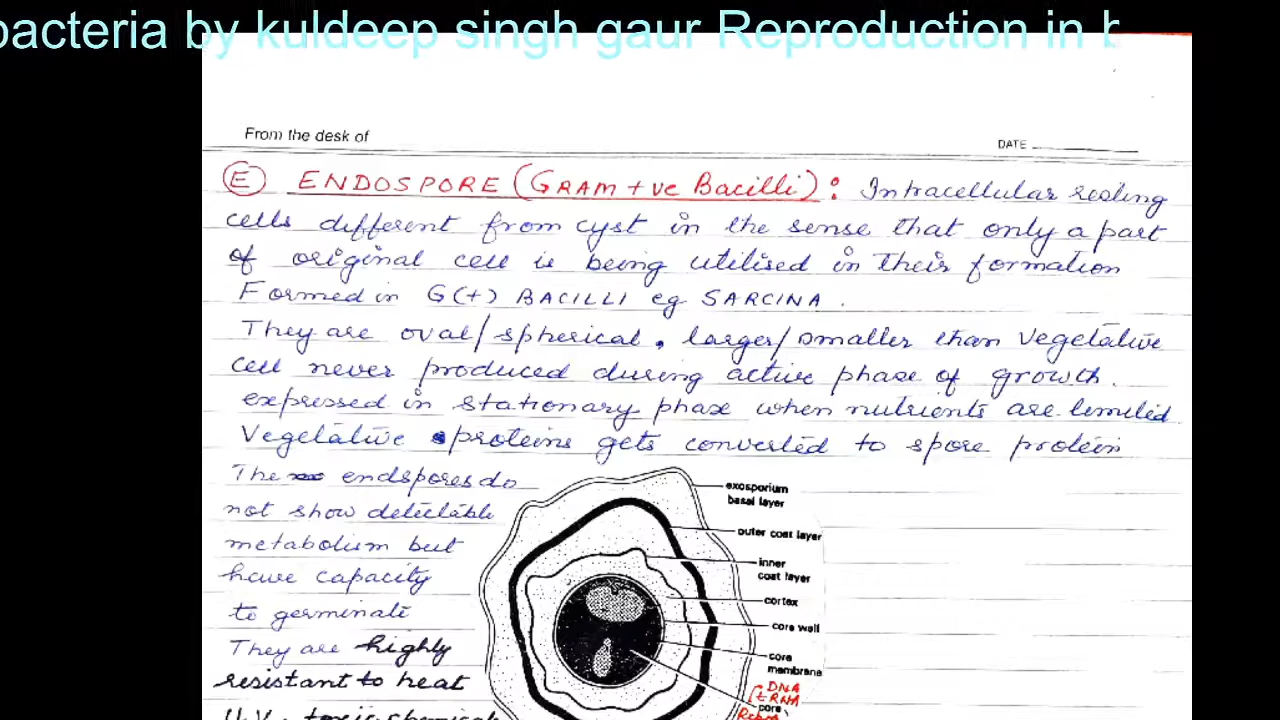 bacteria by kuldeep singh gaur Reproduction in b
From the desk of
DATE
E ENDOSPORE (GRAM +ve Bacilli) : Intracellular resting
cells different from cyst in the sense that only a part
of original cell is being utilised in their formation
Formed in G(+) BACILLI eg SARCINA .
They are oval/spherical . larger/smaller than vegetative
cell never produced during active phase of growth .
expressed in stationary phase when nutrients are limited
Vegetative proteins gets converted to spore protein
The endspores do
not show detectable
metabolism but
have capacity
to germinate
They are highly
resistant to heat
U.V. toxic chemical
exosporium
basal layer
outer coat layer
inner
coat layer
cortex
core wall
core
membrane
DNA
t RNA
core